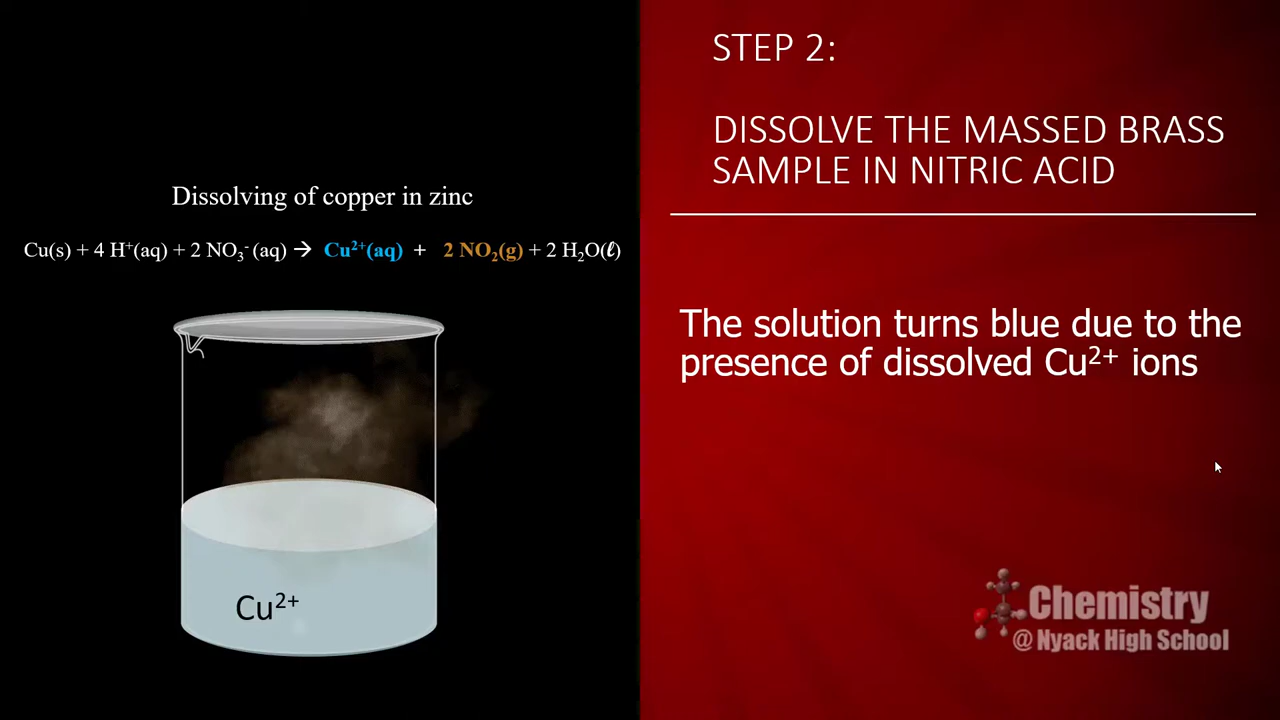 Dissolving of copper in zinc
Cu(s) + 4 H⁺(aq) + 2 NO₃⁻(aq) → Cu²⁺(aq) + 2 NO₂(g) + 2 H₂O(ℓ)
Cu²⁺
STEP 2:
DISSOLVE THE MASSED BRASS
SAMPLE IN NITRIC ACID
The solution turns blue due to the
presence of dissolved Cu²⁺ ions
Chemistry
@ Nyack High School